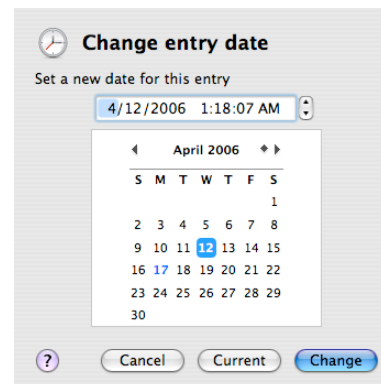 Change entry date
Set a new date for this entry
4/12/2006 1:18:07 AM
April 2006
S M T W T F S
1
2 3 4 5 6 7 8
9 10 11 12 13 14 15
16 17 18 19 20 21 22
23 24 25 26 27 28 29
30
? Cancel Current Change